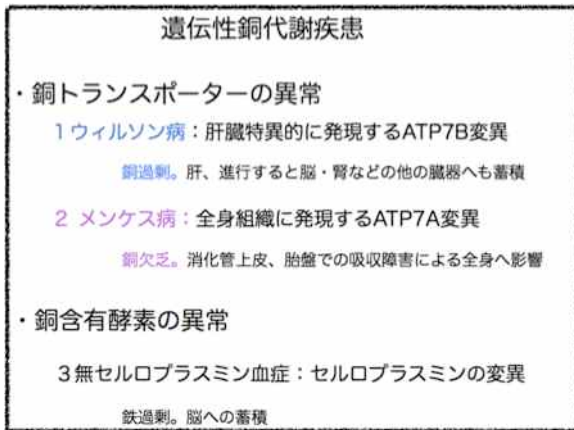 遺伝性銅代謝疾患
・銅トランスポーターの異常
1ウィルソン病：肝臓特異的に発現するATP7B変異
銅過剰。肝、進行すると脳・腎などの他の臓器へも蓄積
2 メンケス病：全身組織に発現するATP7A変異
銅欠乏。消化管上皮、胎盤での吸収障害による全身へ影響
・銅含有酵素の異常
3無セルロプラスミン血症：セルロプラスミンの変異
鉄過剰。脳への蓄積